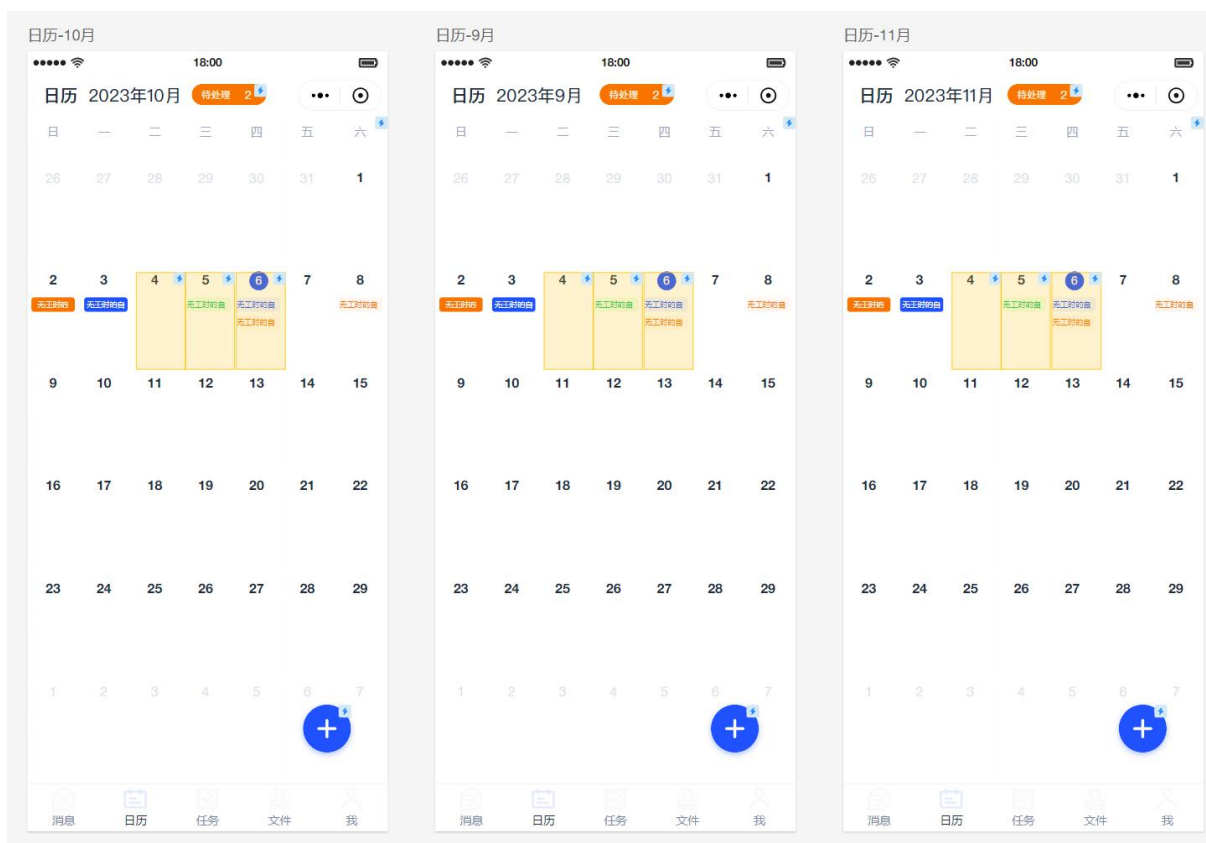 日历-10月
18:00
日历 2023年10月 待处理 2
日 一 二 三 四 五 六
26 27 28 29 30 31 1
2 3 4 5 6 7 8
无工时的 无工时的自 无工时的自 无工时的自 无工时的自
无工时的自
9 10 11 12 13 14 15
16 17 18 19 20 21 22
23 24 25 26 27 28 29
1 2 3 4 5 6 7
消息 日历 任务 文件 我
日历-9月
18:00
日历 2023年9月 待处理 2
日 一 二 三 四 五 六
26 27 28 29 30 31 1
2 3 4 5 6 7 8
无工时的 无工时的自 无工时的自 无工时的自 无工时的自
无工时的自
9 10 11 12 13 14 15
16 17 18 19 20 21 22
23 24 25 26 27 28 29
1 2 3 4 5 6 7
消息 日历 任务 文件 我
日历-11月
18:00
日历 2023年11月 待处理 2
日 一 二 三 四 五 六
26 27 28 29 30 31 1
2 3 4 5 6 7 8
无工时的 无工时的自 无工时的自 无工时的自 无工时的自
无工时的自
9 10 11 12 13 14 15
16 17 18 19 20 21 22
23 24 25 26 27 28 29
1 2 3 4 5 6 7
消息 日历 任务 文件 我